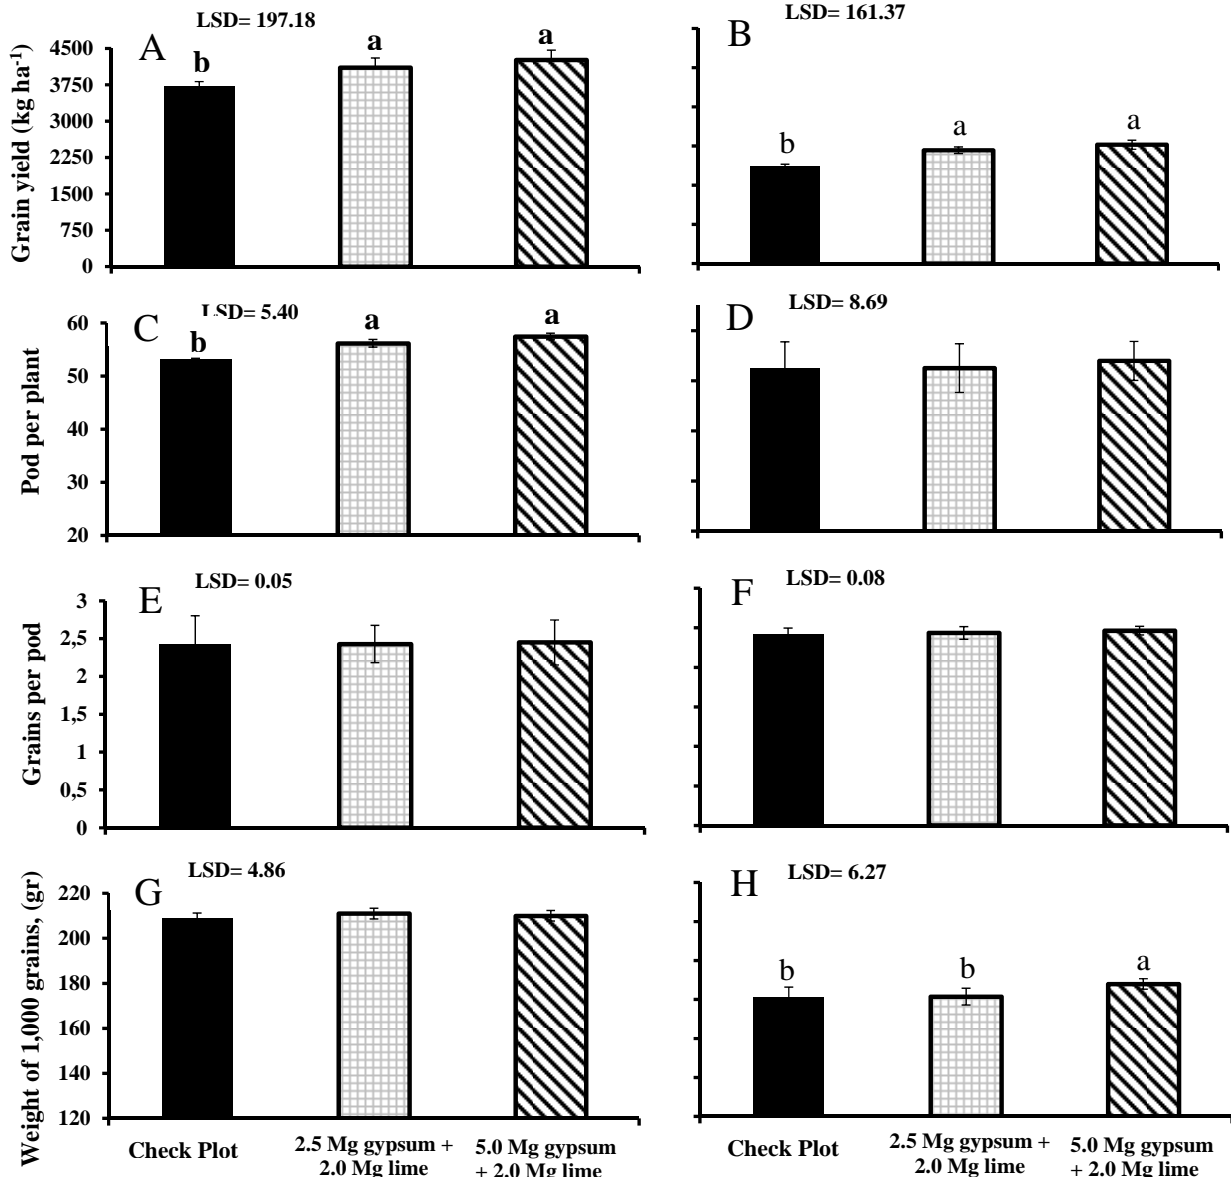 LSD= 197.18
A
b
a
a
Grain yield (kg ha-1)
4500
3750
3000
2250
1500
750
0
LSD= 161.37
B
b
a
a
LSD= 5.40
C
b
a
a
Pod per plant
60
50
40
30
20
LSD= 8.69
D
LSD= 0.05
E
Grains per pod
3
2,5
2
1,5
1
0,5
0
LSD= 0.08
F
LSD= 4.86
G
Weight of 1,000 grains, (gr)
220
200
180
160
140
120
LSD= 6.27
H
b
b
a
Check Plot
2.5 Mg gypsum +
2.0 Mg lime
5.0 Mg gypsum
+ 2.0 Mg lime
Check Plot
2.5 Mg gypsum +
2.0 Mg lime
5.0 Mg gypsum
+ 2.0 Mg lime